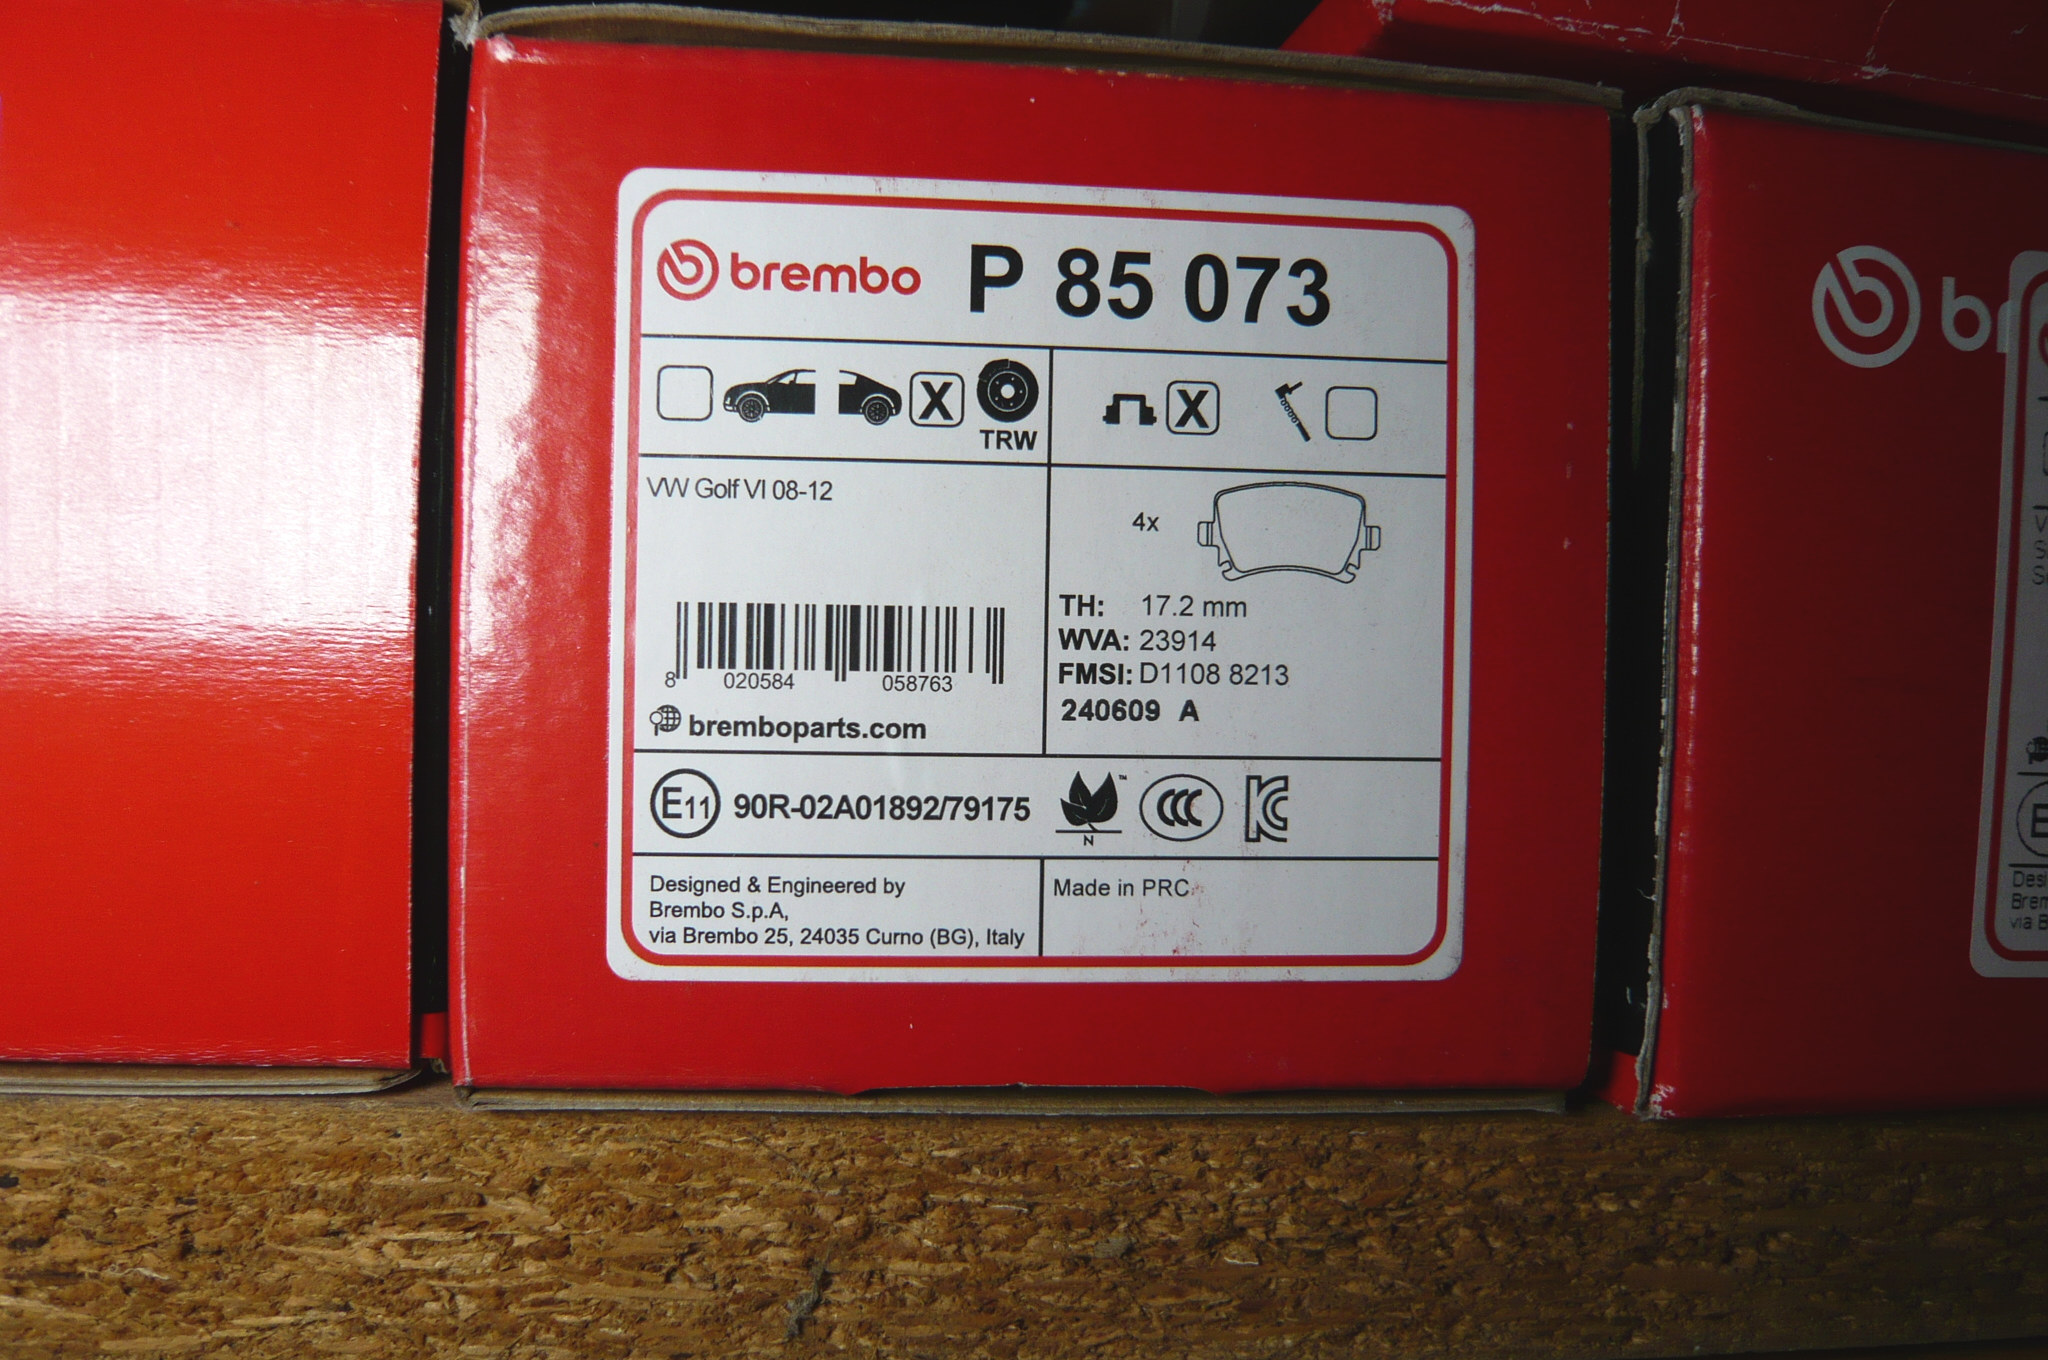 brembo P 85 073
X
TRW
X
VW Golf VI 08-12
4x
TH: 17.2 mm
WVA: 23914
FMSI: D1108 8213
240609 A
8 020584 058763
bremboparts.com
E11 90R-02A01892/79175
N
CCC
KC
Designed & Engineered by
Brembo S.p.A,
via Brembo 25, 24035 Curno (BG), Italy
Made in PRC